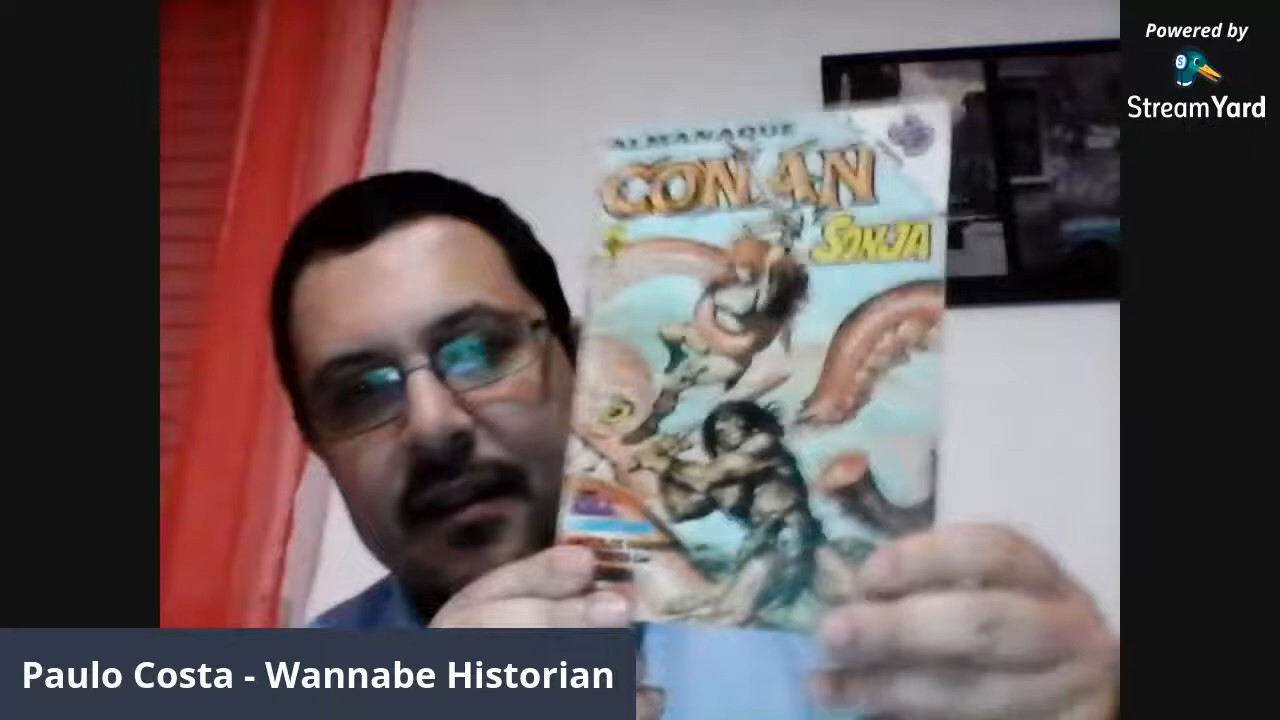 Powered by
StreamYard
ALMANAQUE
CONAN
SONJA
Paulo Costa - Wannabe Historian